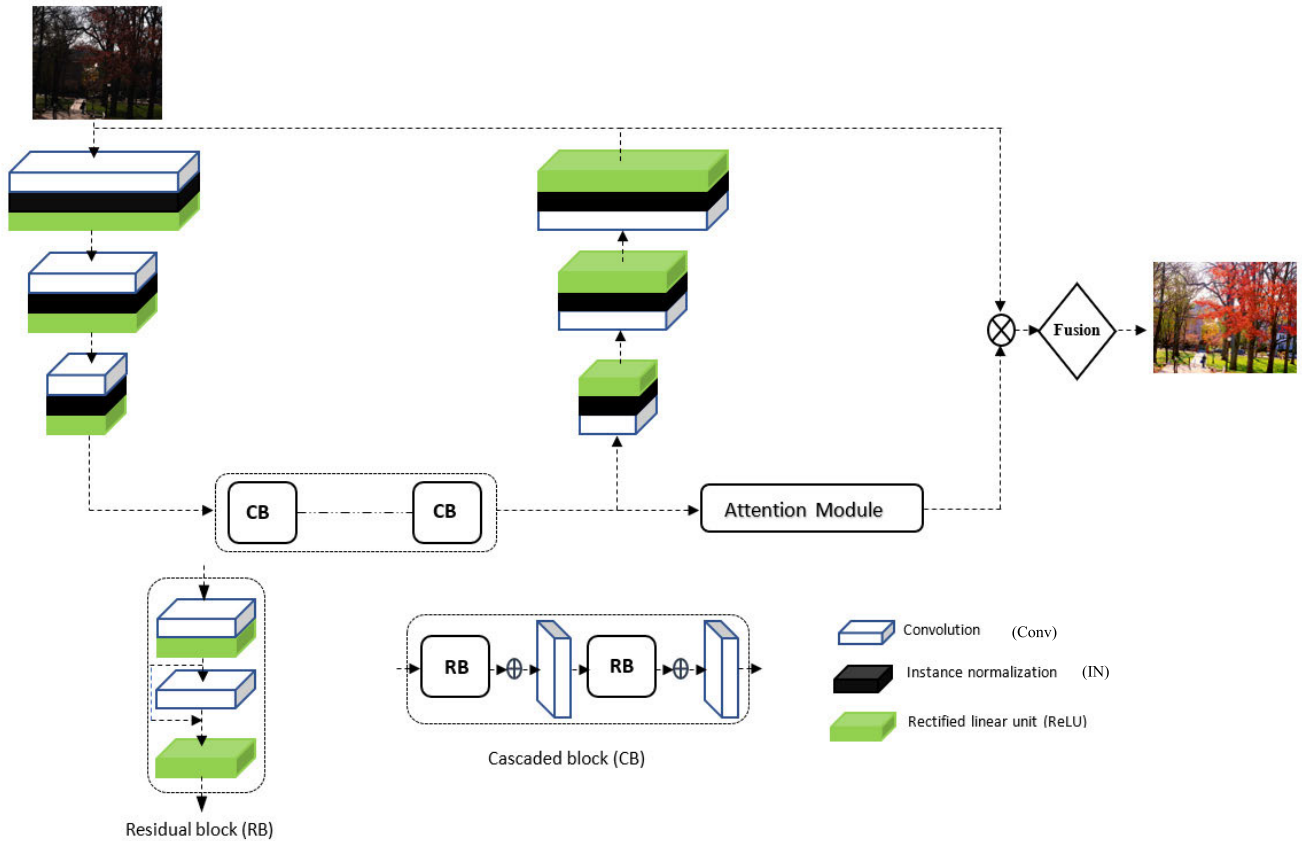 Fusion
CB
CB
Attention Module
RB
RB
Convolution (Conv)
Instance normalization (IN)
Rectified linear unit (ReLU)
Cascaded block (CB)
Residual block (RB)